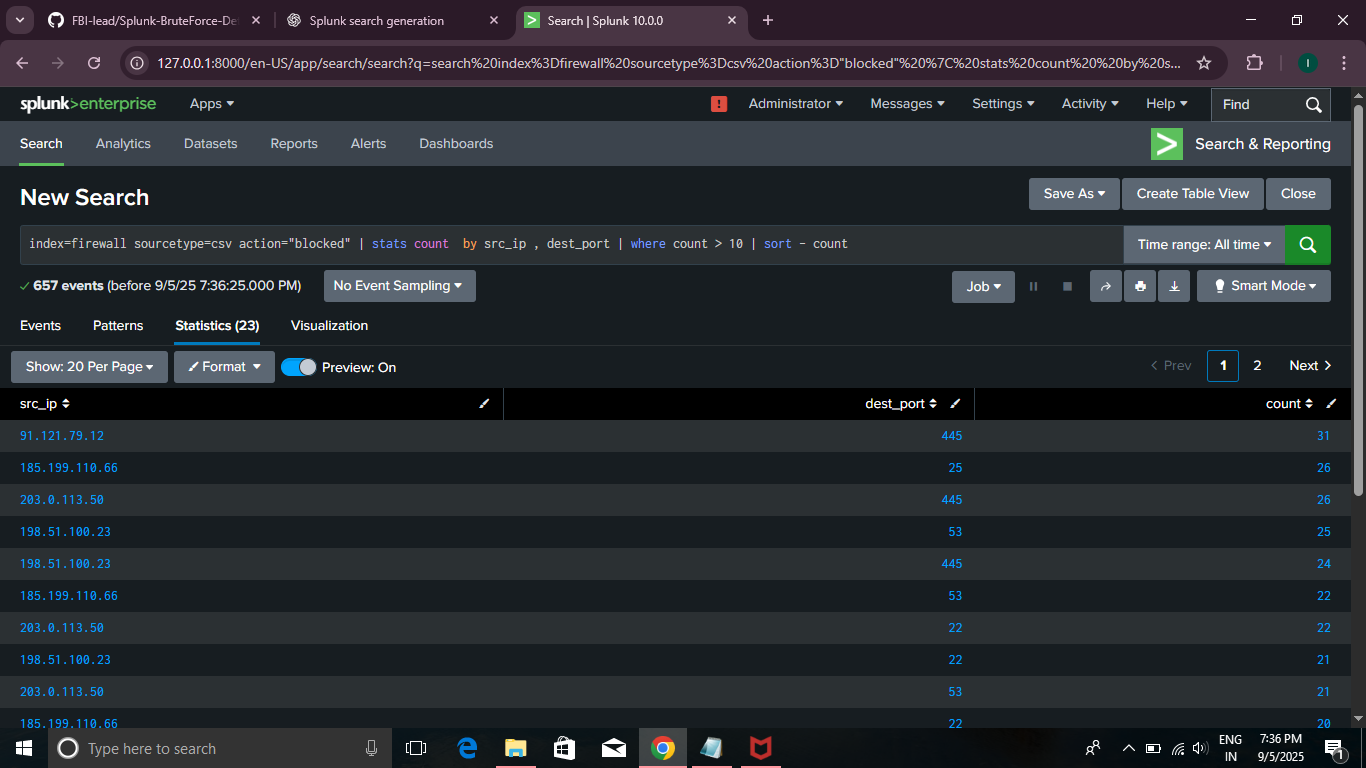 FBI-lead/Splunk-BruteForce-De
Splunk search generation
Search | Splunk 10.0.0
127.0.0.1:8000/en-US/app/search/search?q=search%20index%3Dfirewall%20sourcetype%3Dcsv%20action%3D"blocked"%20%7C%20stats%20count%20%20by%20s...
I
splunk>enterprise Apps Administrator Messages Settings Activity Help Find
Search Analytics Datasets Reports Alerts Dashboards Search & Reporting
New Search Save As Create Table View Close
index=firewall sourcetype=csv action="blocked" | stats count  by src_ip , dest_port | where count > 10 | sort - count Time range: All time
657 events (before 9/5/25 7:36:25.000 PM) No Event Sampling Job Smart Mode
Events Patterns Statistics (23) Visualization
Show: 20 Per Page Format Preview: On Prev 1 2 Next
src_ip dest_port count
91.121.79.12 445 31
185.199.110.66 25 26
203.0.113.50 445 26
198.51.100.23 53 25
198.51.100.23 445 24
185.199.110.66 53 22
203.0.113.50 22 22
198.51.100.23 22 21
203.0.113.50 53 21
185.199.110.66 22 20
Type here to search
ENG
IN
7:36 PM
9/5/2025
1